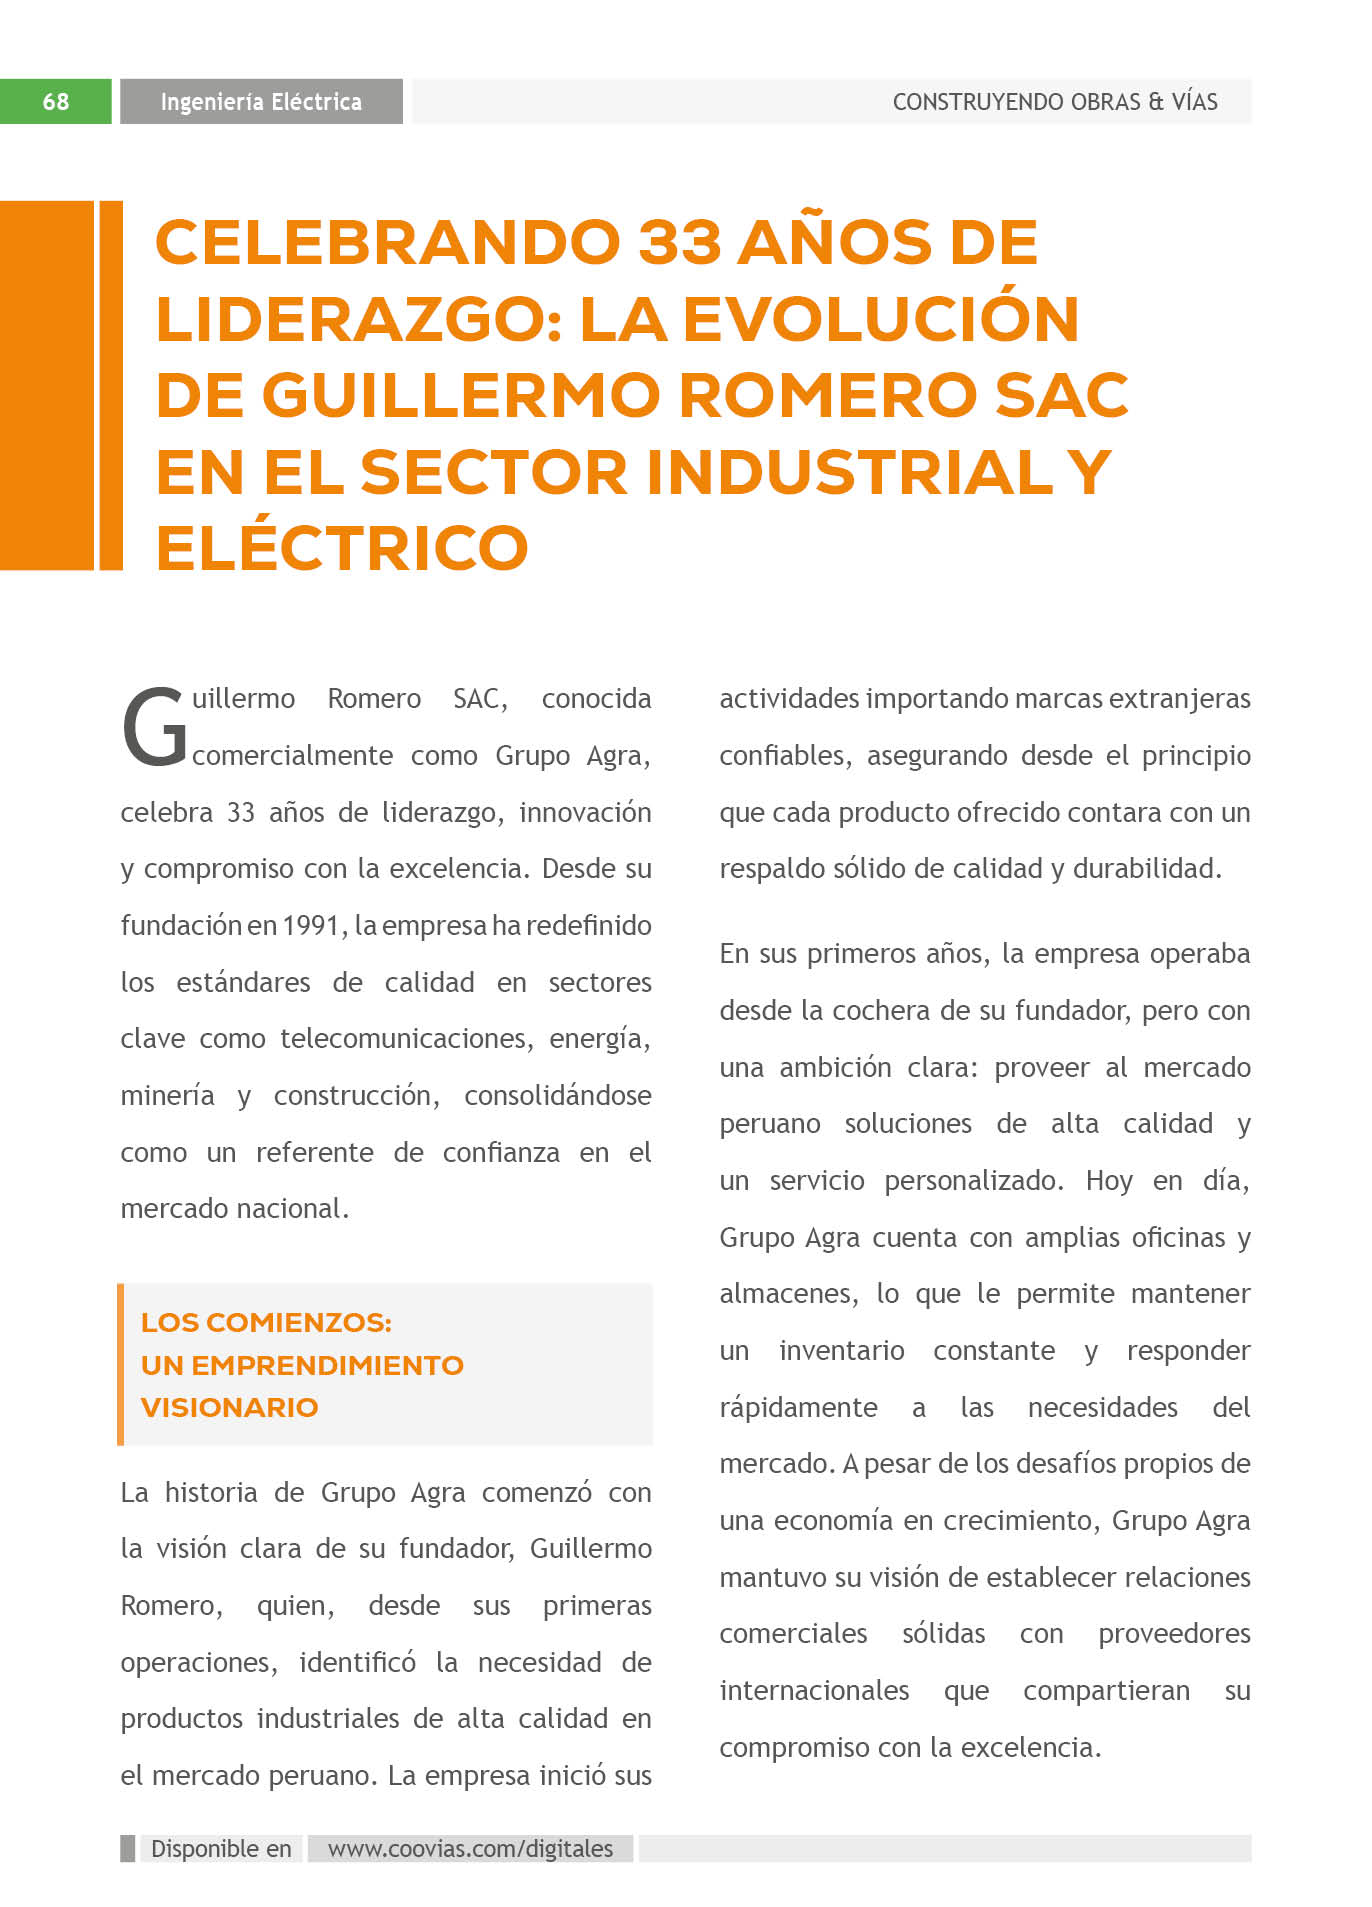 68
Ingeniería Eléctrica
CONSTRUYENDO OBRAS & VÍAS
CELEBRANDO 33 AÑOS DE
LIDERAZGO: LA EVOLUCIÓN
DE GUILLERMO ROMERO SAC
EN EL SECTOR INDUSTRIAL Y
ELÉCTRICO
Guillermo Romero SAC, conocida
comercialmente como Grupo Agra,
celebra 33 años de liderazgo, innovación
y compromiso con la excelencia. Desde su
fundación en 1991, la empresa ha redefinido
los estándares de calidad en sectores
clave como telecomunicaciones, energía,
minería y construcción, consolidándose
como un referente de confianza en el
mercado nacional.
LOS COMIENZOS:
UN EMPRENDIMIENTO
VISIONARIO
La historia de Grupo Agra comenzó con
la visión clara de su fundador, Guillermo
Romero, quien, desde sus primeras
operaciones, identificó la necesidad de
productos industriales de alta calidad en
el mercado peruano. La empresa inició sus
actividades importando marcas extranjeras
confiables, asegurando desde el principio
que cada producto ofrecido contara con un
respaldo sólido de calidad y durabilidad.
En sus primeros años, la empresa operaba
desde la cochera de su fundador, pero con
una ambición clara: proveer al mercado
peruano soluciones de alta calidad y
un servicio personalizado. Hoy en día,
Grupo Agra cuenta con amplias oficinas y
almacenes, lo que le permite mantener
un inventario constante y responder
rápidamente a las necesidades del
mercado. A pesar de los desafíos propios de
una economía en crecimiento, Grupo Agra
mantuvo su visión de establecer relaciones
comerciales sólidas con proveedores
internacionales que compartieran su
compromiso con la excelencia.
Disponible en
www.coovias.com/digitales